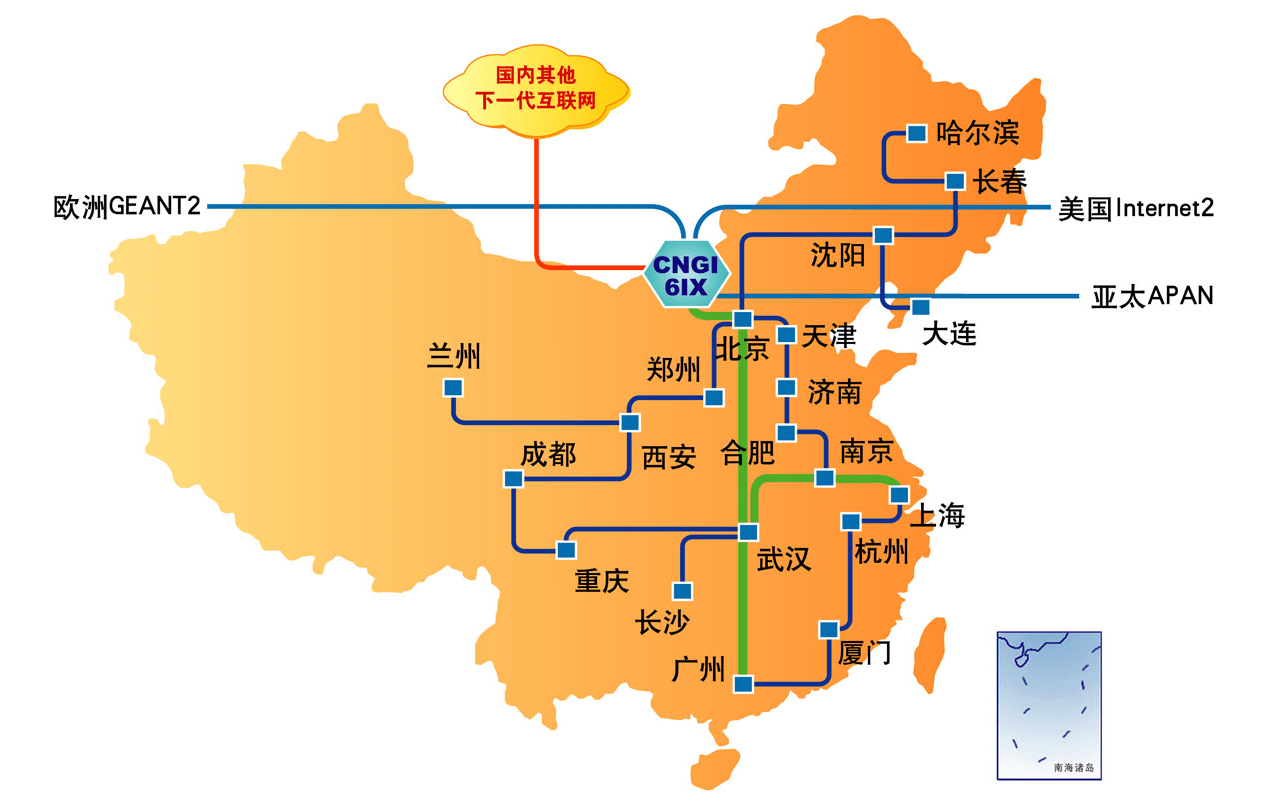 国内其他
下一代互联网
哈尔滨
长春
欧洲GEANT2
美国Internet2
沈阳
CNGI
6IX
亚太APAN
大连
天津
北京
兰州
郑州
济南
成都
西安
合肥
南京
上海
武汉
杭州
重庆
长沙
厦门
广州
南海诸岛